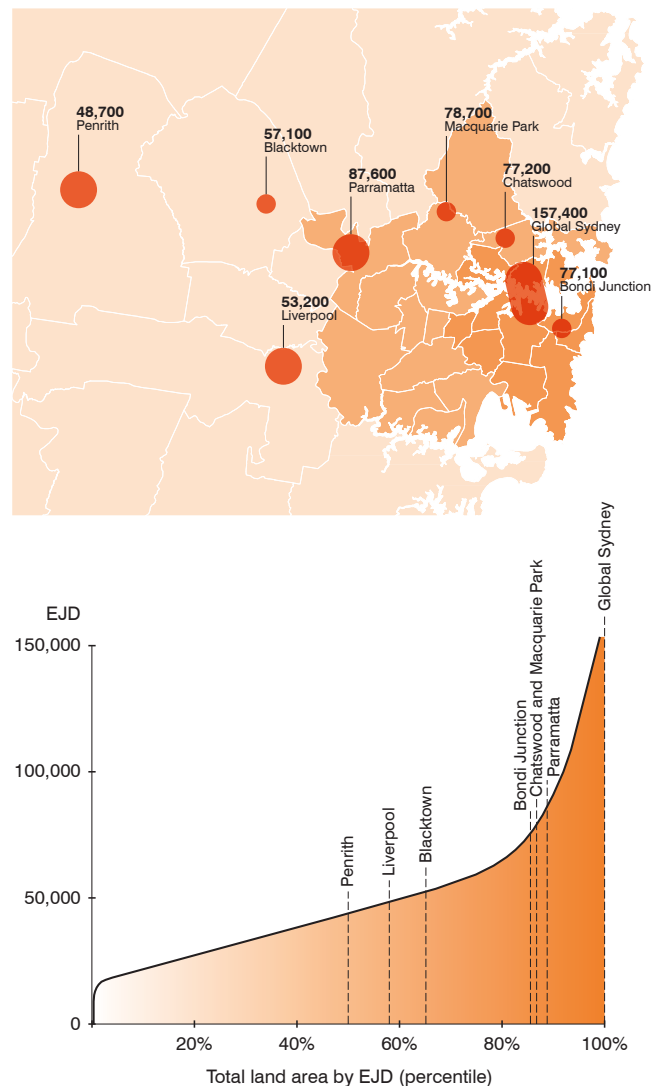 48,700
Penrith
57,100
Blacktown
87,600
Parramatta
78,700
Macquarie Park
77,200
Chatswood
157,400
Global Sydney
77,100
Bondi Junction
53,200
Liverpool
EJD
150,000
100,000
50,000
0
Penrith
Liverpool
Blacktown
Bondi Junction
Chatswood and Macquarie Park
Parramatta
Global Sydney
20%
40%
60%
80%
100%
Total land area by EJD (percentile)